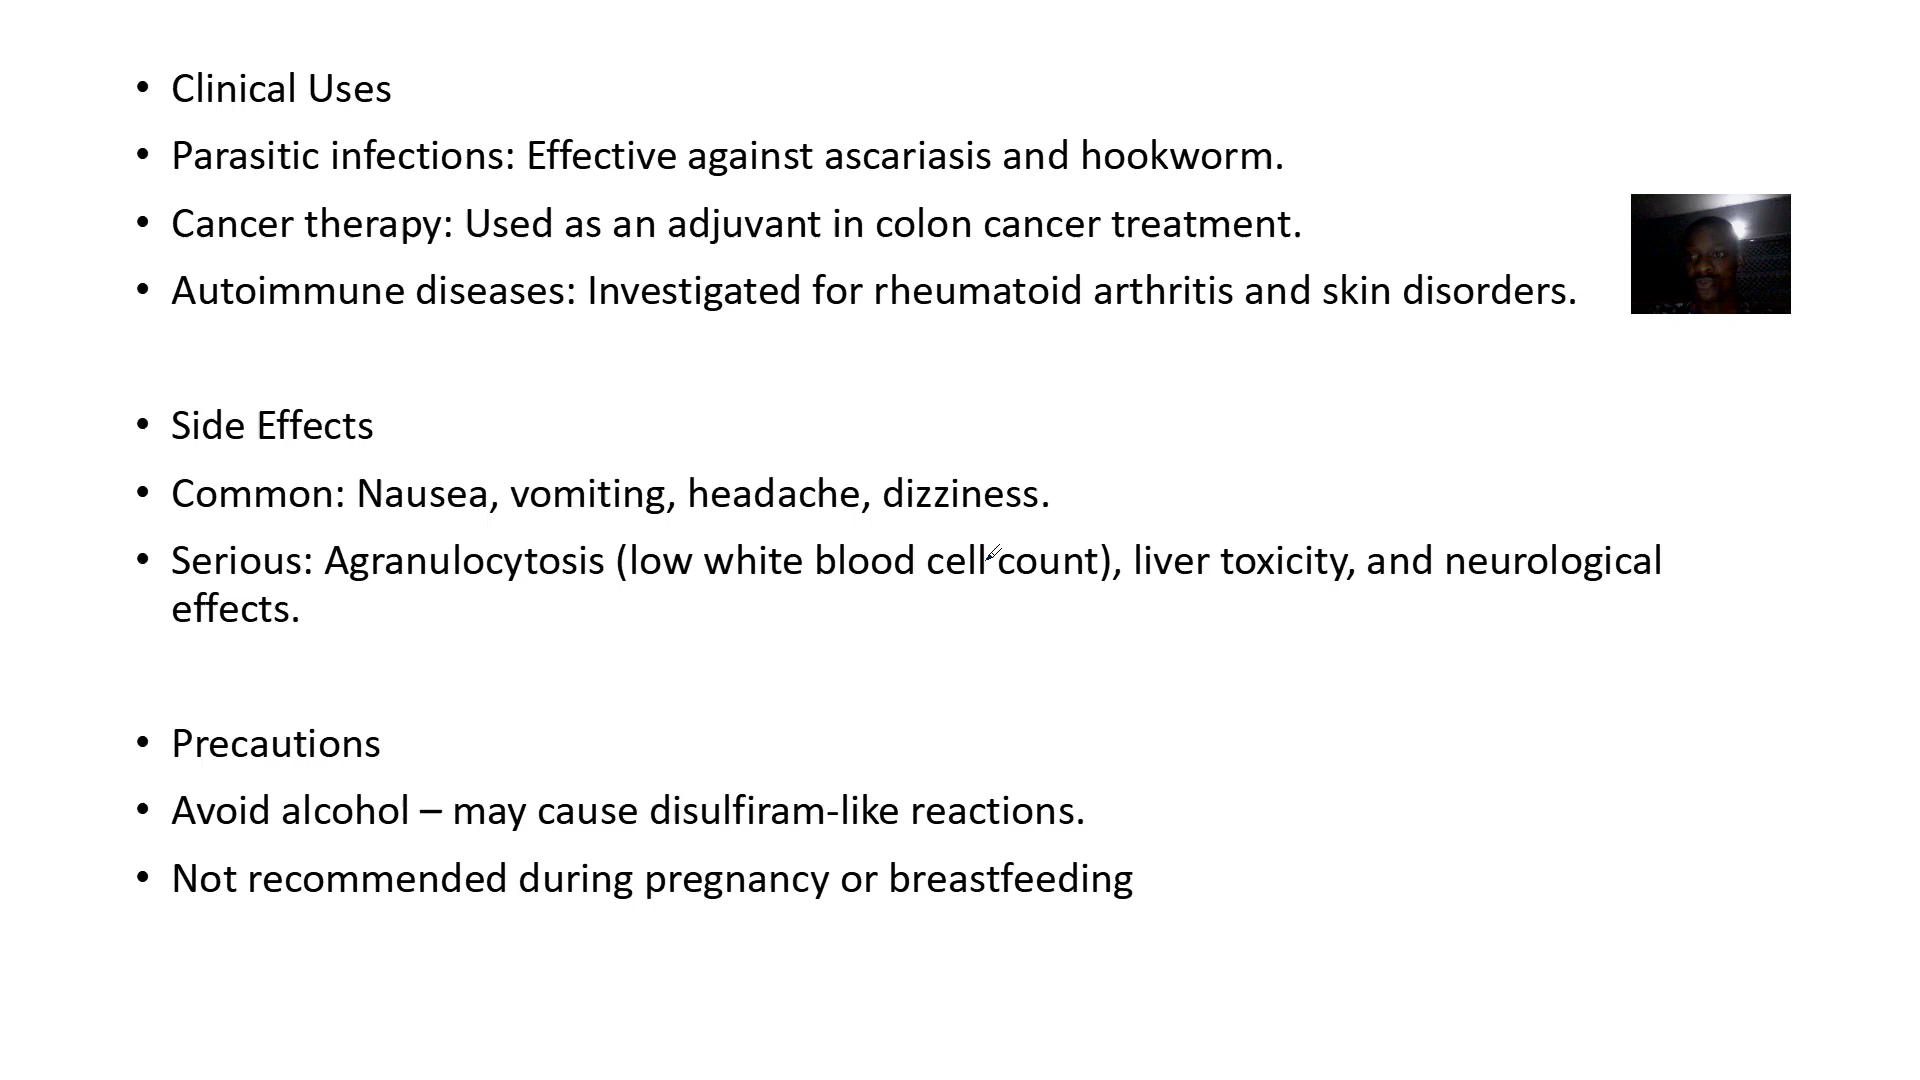 • Clinical Uses
• Parasitic infections: Effective against ascariasis and hookworm.
• Cancer therapy: Used as an adjuvant in colon cancer treatment.
• Autoimmune diseases: Investigated for rheumatoid arthritis and skin disorders.
• Side Effects
• Common: Nausea, vomiting, headache, dizziness.
• Serious: Agranulocytosis (low white blood cell count), liver toxicity, and neurological
effects.
• Precautions
• Avoid alcohol – may cause disulfiram-like reactions.
• Not recommended during pregnancy or breastfeeding